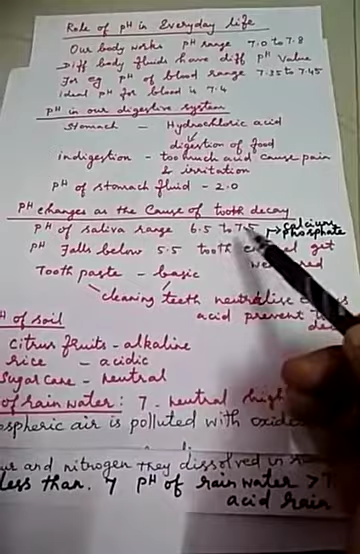 Role of pH in Everyday life
Our body works pH range 7.0 to 7.8
→ Diff body fluids have diff pH Value
For eg pH of blood range 7.35 to 7.45
ideal pH for blood is 7.4
pH in our digestive system
Stomach - Hydrochloric acid
digestion of food
indigestion - too much acid cause pain
& irritation
pH of stomach fluid - 2.0
pH changes as the Cause of tooth decay
pH of saliva range 6.5 to 7.5 → Calcium
phosphate
pH Falls below 5.5 tooth get
Tooth paste - basic
cleaning teeth neutralise
acid prevent
of soil
Citrus fruits - alkaline
rice - acidic
Sugarcane - neutral
of rain water: 7 - neutral high
air is polluted with
and nitrogen they dissolved in
less than 7 pH of rain water > 7
acid rain